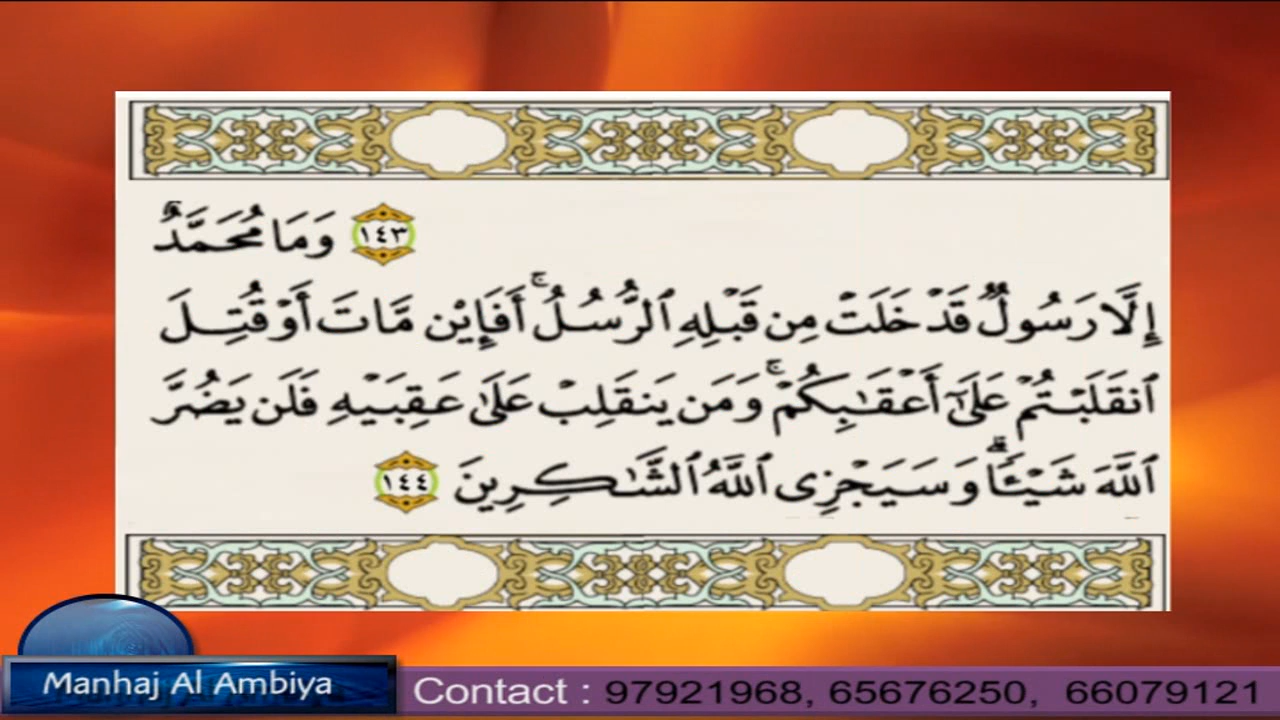 ١٤٣ وَمَا مُحَمَّدٌ
إِلَّا رَسُولٌ قَدْ خَلَتْ مِن قَبْلِهِ ٱلرُّسُلُ ۚ أَفَإِيْن مَّاتَ أَوْ قُتِلَ
ٱنقَلَبْتُمْ عَلَىٰٓ أَعْقَـٰبِكُمْ ۚ وَمَن يَنقَلِبْ عَلَىٰ عَقِبَيْهِ فَلَن يَضُرَّ
ٱللَّهَ شَيْـًٔا ۗ وَسَيَجْزِى ٱللَّهُ ٱلشَّـٰكِرِينَ ١٤٤
Manhaj Al Ambiya
Contact : 97921968, 65676250, 66079121